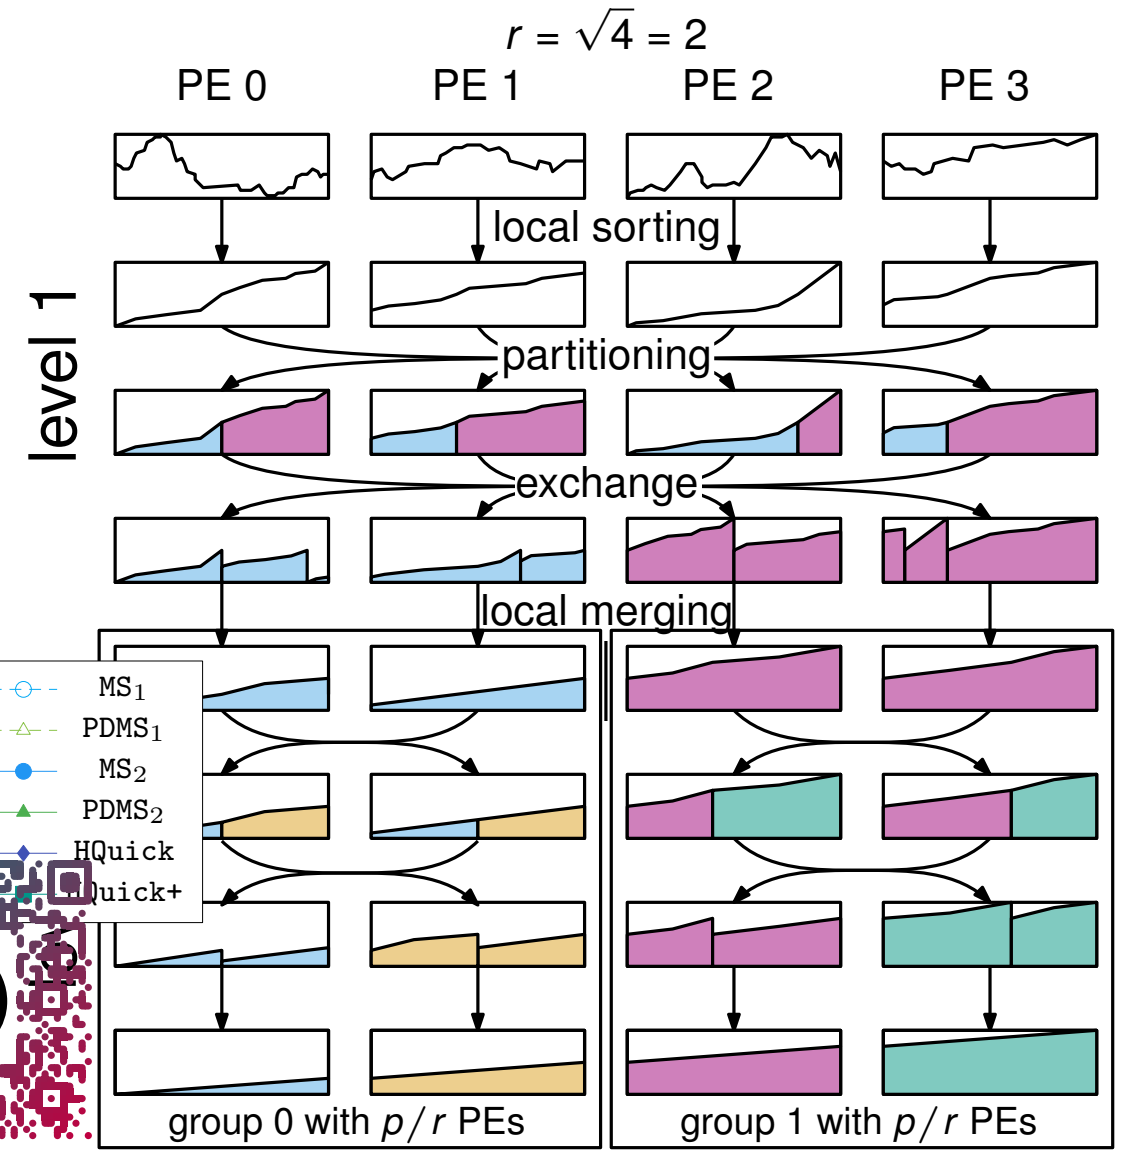 r = √4 = 2
PE 0 PE 1 PE 2 PE 3
local sorting
level 1
partitioning
exchange
local merging
MS₁
PDMS₁
MS₂
PDMS₂
HQuick
Quick+
group 0 with p/r PEs
group 1 with p/r PEs